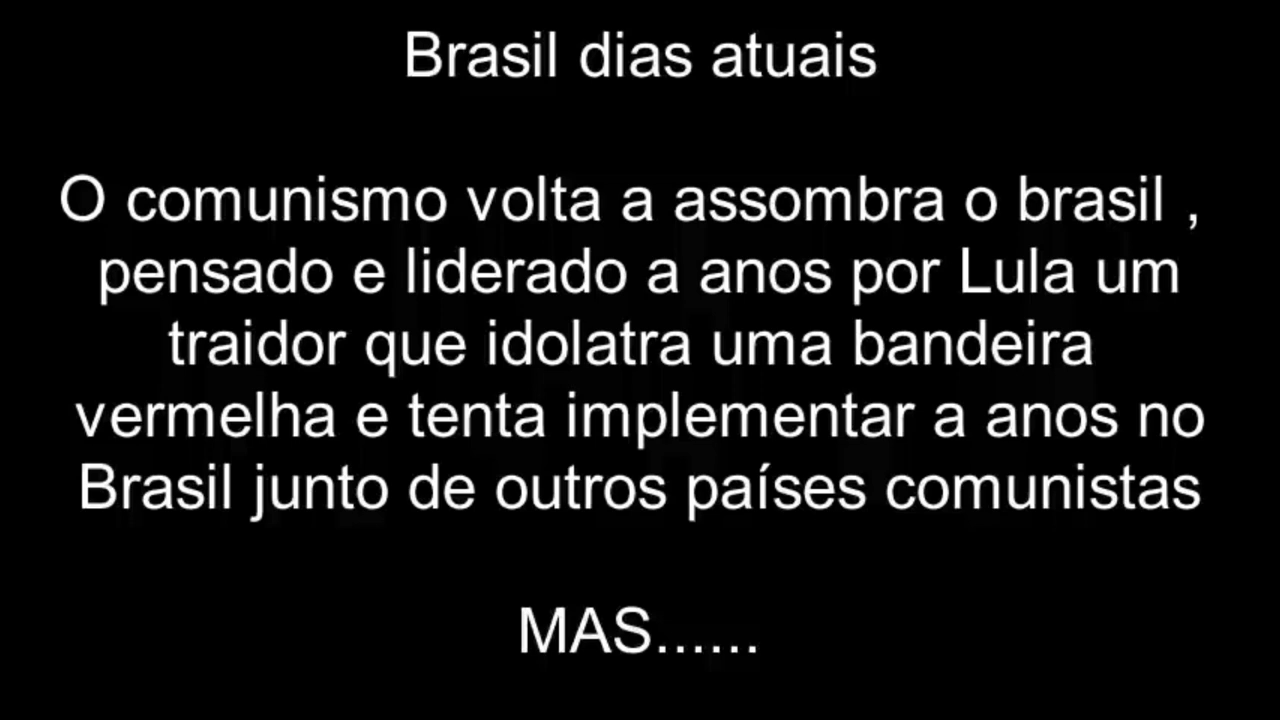 Brasil dias atuais
O comunismo volta a assombra o brasil ,
pensado e liderado a anos por Lula um
traidor que idolatra uma bandeira
vermelha e tenta implementar a anos no
Brasil junto de outros países comunistas
MAS......